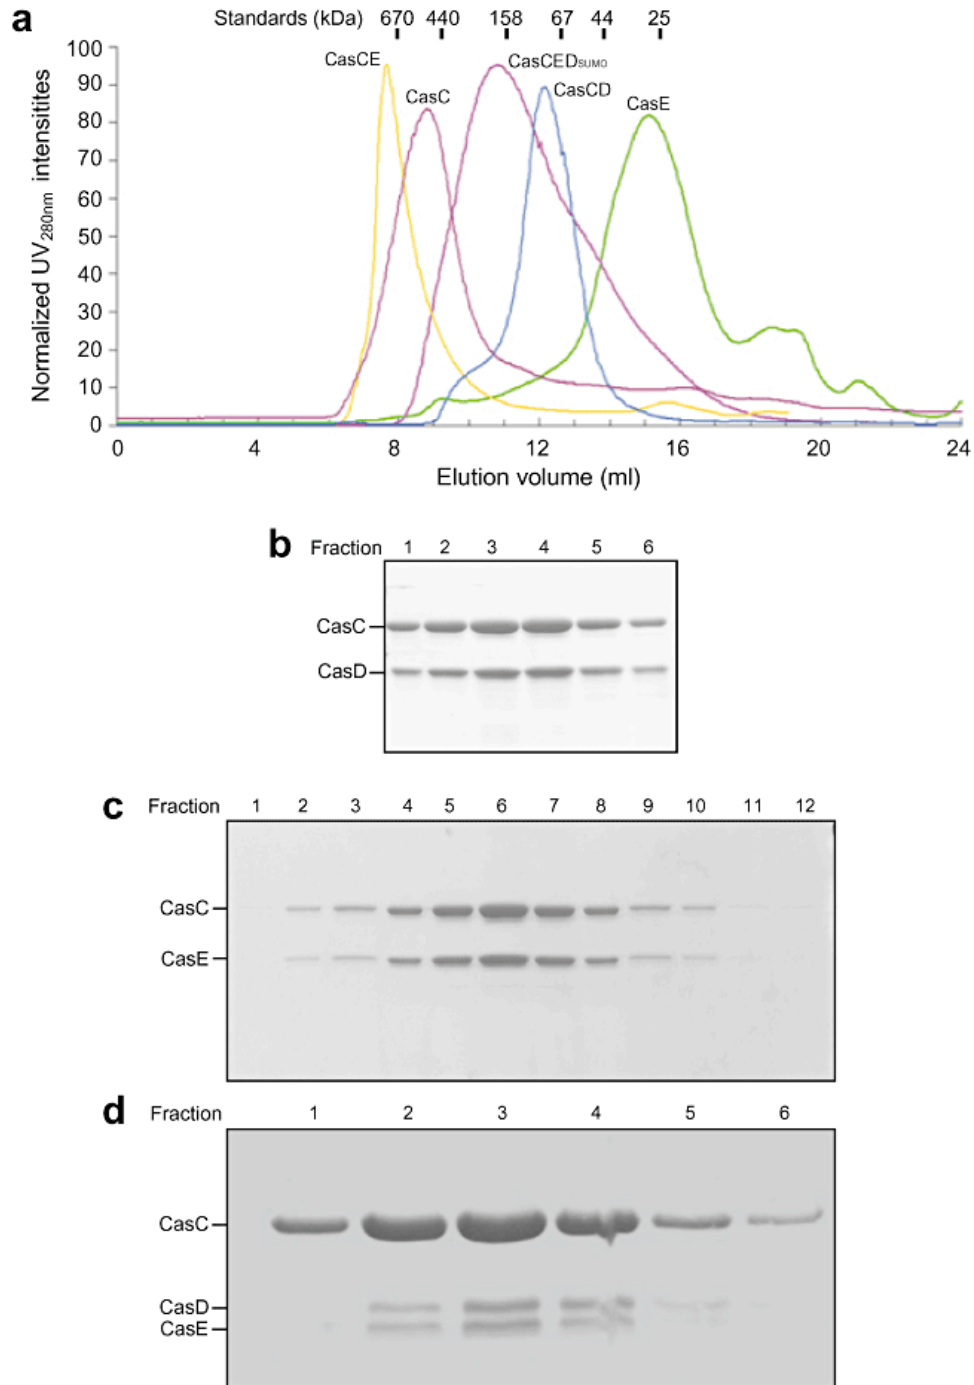 a
Standards (kDa) 670 440 158 67 44 25
CasCE
CasC
CasCED SUMO
CasCD
CasE
Normalized UV280nm intensitites
100
90
80
70
60
50
40
30
20
10
0
0 4 8 12 16 20 24
Elution volume (ml)
b
Fraction 1 2 3 4 5 6
CasC
CasD
c
Fraction 1 2 3 4 5 6 7 8 9 10 11 12
CasC
CasE
d
Fraction 1 2 3 4 5 6
CasC
CasD
CasE